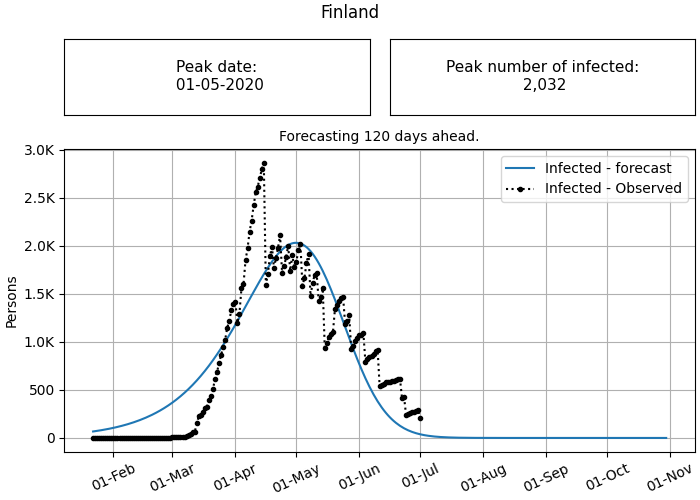 Finland
Peak date:
01-05-2020
Peak number of infected:
2,032
Forecasting 120 days ahead.
3.0K
2.5K
2.0K
1.5K
1.0K
500
0
Persons
Infected - forecast
Infected - Observed
01-Feb
01-Mar
01-Apr
01-May
01-Jun
01-Jul
01-Aug
01-Sep
01-Oct
01-Nov